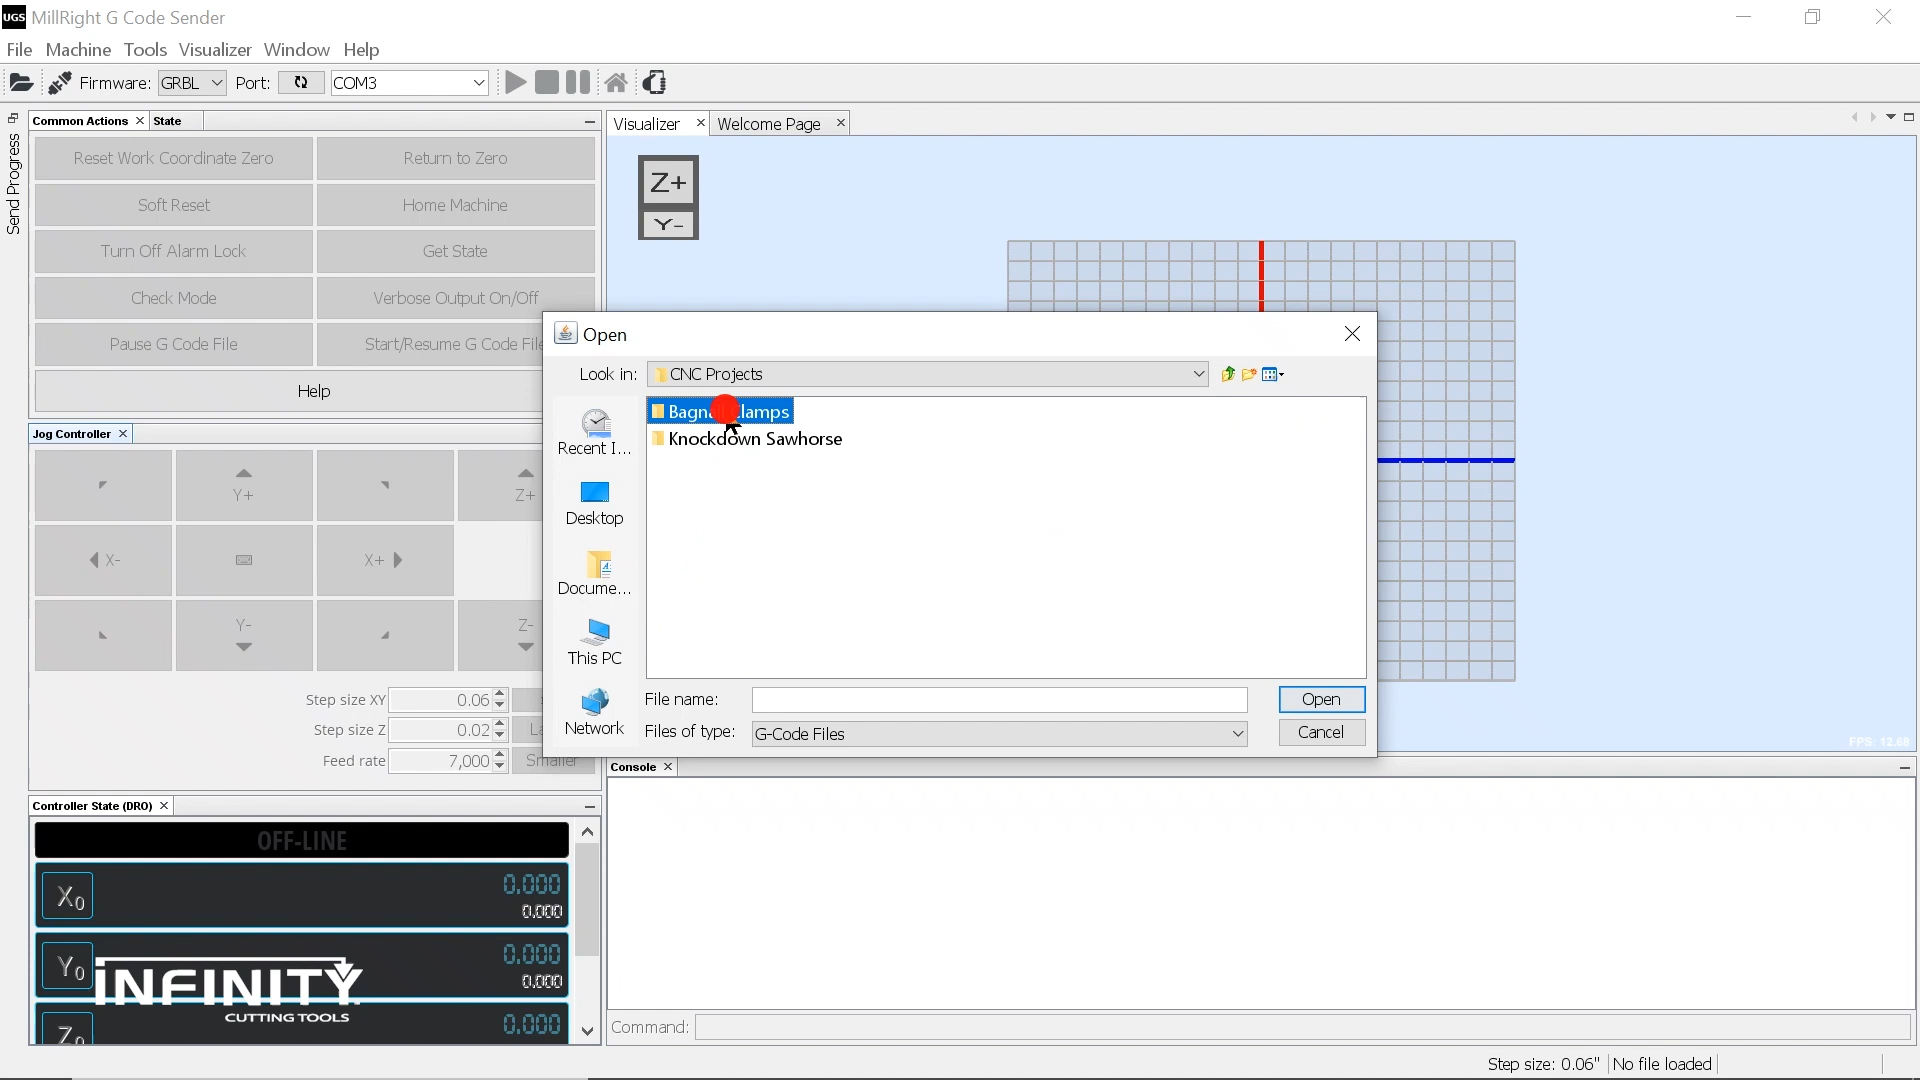 UGS MillRight G Code Sender
File Machine Tools Visualizer Window Help
Firmware: GRBL Port: COM3
Send Progress
Common Actions State
Reset Work Coordinate Zero Return to Zero
Soft Reset Home Machine
Turn Off Alarm Lock Get State
Check Mode Verbose Output On/Off
Pause G Code File Start/Resume G Code File
Help
Jog Controller
Y+ Z+
X- X+
Y- Z-
Step size XY 0.06
Step size Z 0.02
Feed rate 7,000 Smaller
Controller State (DRO)
OFF-LINE
X0 0.000
0.000
Y0 0.000
0.000
Z0 0.000
INFINITY
CUTTING TOOLS
Visualizer Welcome Page
Z+
Y-
Open
Look in: CNC Projects
Clamps
Knockdown Sawhorse
Recent I...
Desktop
Docume...
This PC
Network
File name: Open
Files of type: G-Code Files Cancel
FPS: 12.68
Console
Command:
Step size: 0.06" No file loaded